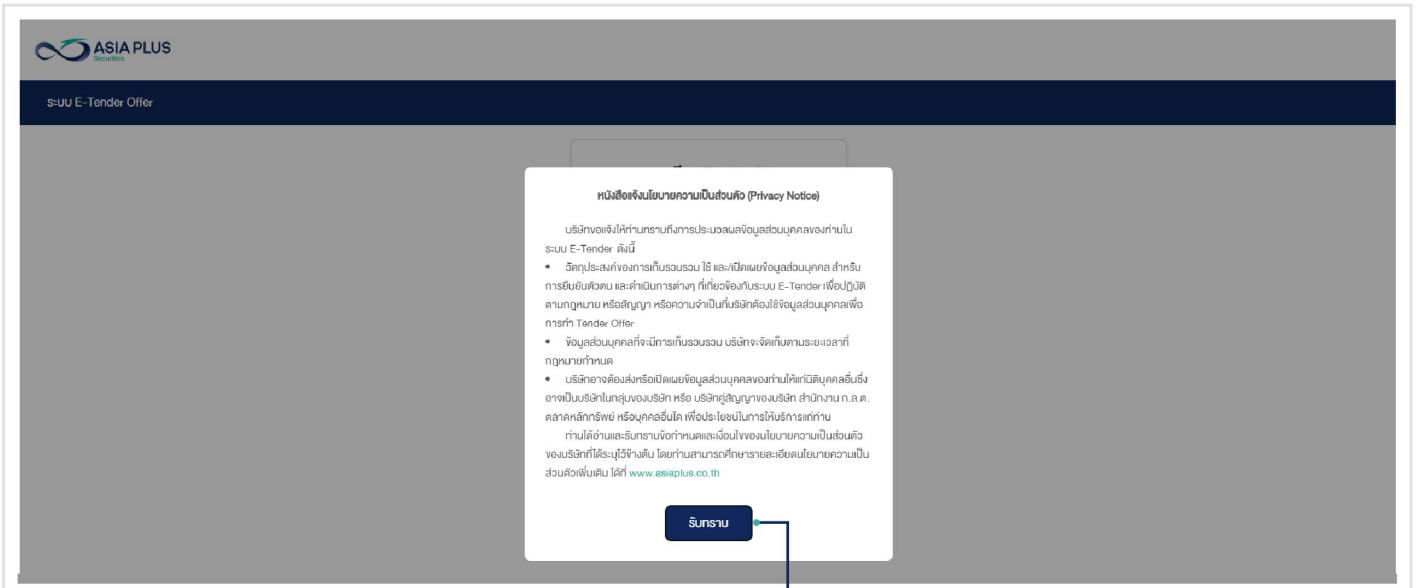 ASIA PLUS
Securities
ระบบ E-Tender Offer
หนังสือแจ้งนโยบายความเป็นส่วนตัว (Privacy Notice)
บริษัทขอแจ้งให้ท่านทราบถึงการประมวลผลข้อมูลส่วนบุคคลของท่านใน
ระบบ E-Tender ดังนี้
• วัตถุประสงค์ของการเก็บรวบรวม ใช้ และ/เปิดเผยข้อมูลส่วนบุคคล สำหรับ
การยืนยันตัวตน และดำเนินการต่างๆ ที่เกี่ยวข้องกับระบบ E-Tender เพื่อปฏิบัติ
ตามกฎหมาย หรือสัญญา หรือความจำเป็นที่บริษัทต้องใช้ข้อมูลส่วนบุคคลเพื่อ
การทำ Tender Offer
• ข้อมูลส่วนบุคคลที่จะมีการเก็บรวบรวม บริษัทจะจัดเก็บตามระยะเวลาที่
กฎหมายกำหนด
• บริษัทอาจต้องส่งหรือเปิดเผยข้อมูลส่วนบุคคลของท่านให้แก่นิติบุคคลอื่นซึ่ง
อาจเป็นบริษัทในกลุ่มของบริษัท หรือ บริษัทคู่สัญญาของบริษัท สำนักงาน ก.ล.ต.
ตลาดหลักทรัพย์ หรือบุคคลอื่นใด เพื่อประโยชน์ในการให้บริการแก่ท่าน
ท่านได้อ่านและรับทราบข้อกำหนดและเงื่อนไขของนโยบายความเป็นส่วนตัว
ของบริษัทที่ได้ระบุไว้ข้างต้น โดยท่านสามารถศึกษารายละเอียดนโยบายความเป็น
ส่วนตัวเพิ่มเติม ได้ที่ www.asiaplus.co.th
รับทราบ